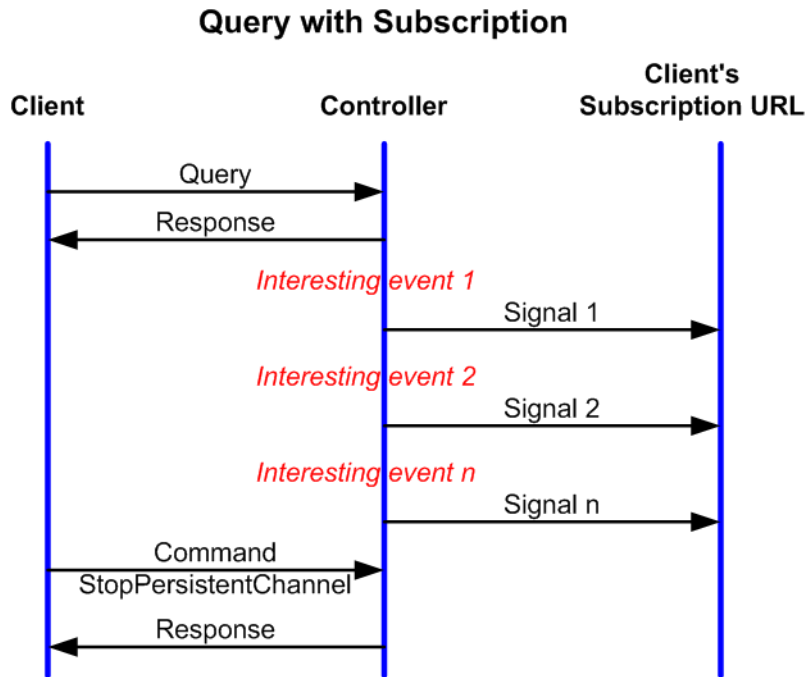 Query with Subscription
Client
Controller
Client's
Subscription URL
Query
Response
Interesting event 1
Signal 1
Interesting event 2
Signal 2
Interesting event n
Signal n
Command
StopPersistentChannel
Response